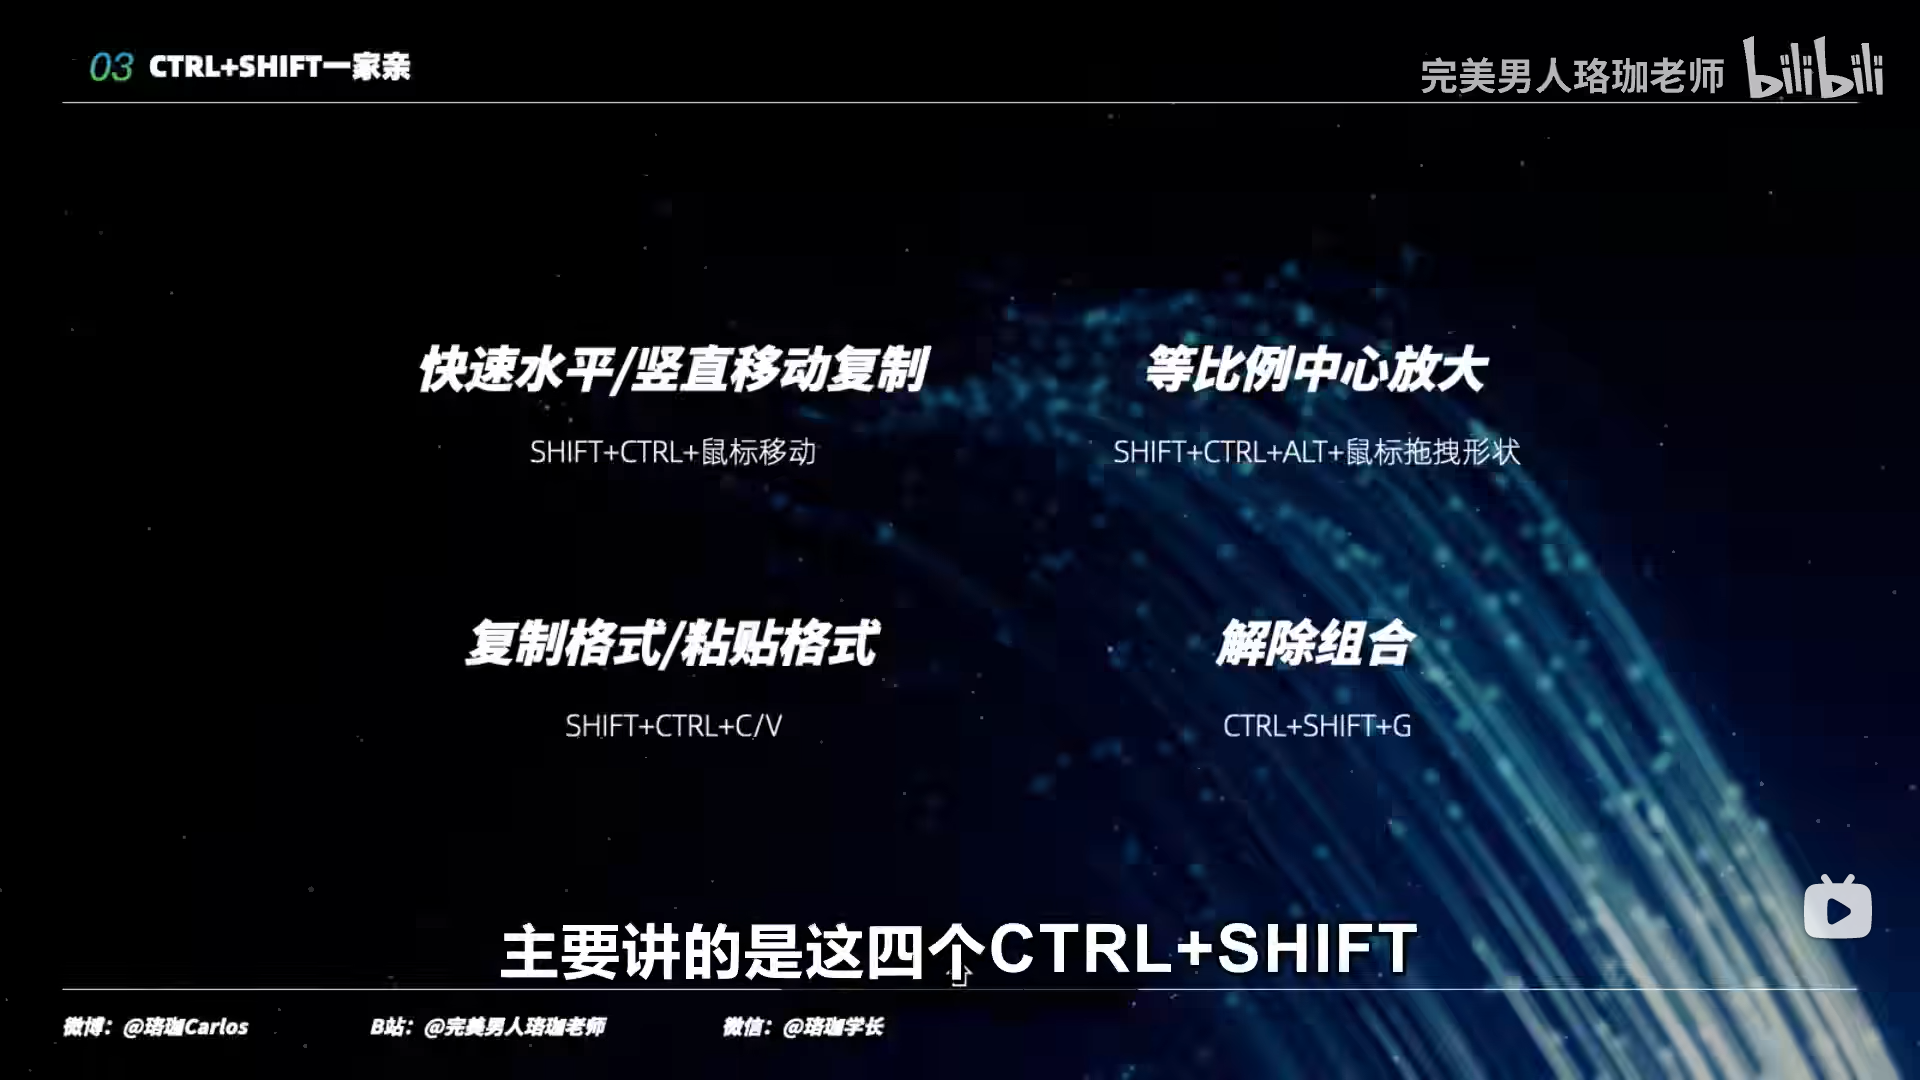 03 CTRL+SHIFT一家亲
完美男人珞珈老师 bilibili
快速水平/竖直移动复制
SHIFT+CTRL+鼠标移动
等比例中心放大
SHIFT+CTRL+ALT+鼠标拖拽形状
复制格式/粘贴格式
SHIFT+CTRL+C/V
解除组合
CTRL+SHIFT+G
主要讲的是这四个CTRL+SHIFT
微博：@珞珈Carlos
B站：@完美男人珞珈老师
微信：@珞珈学长